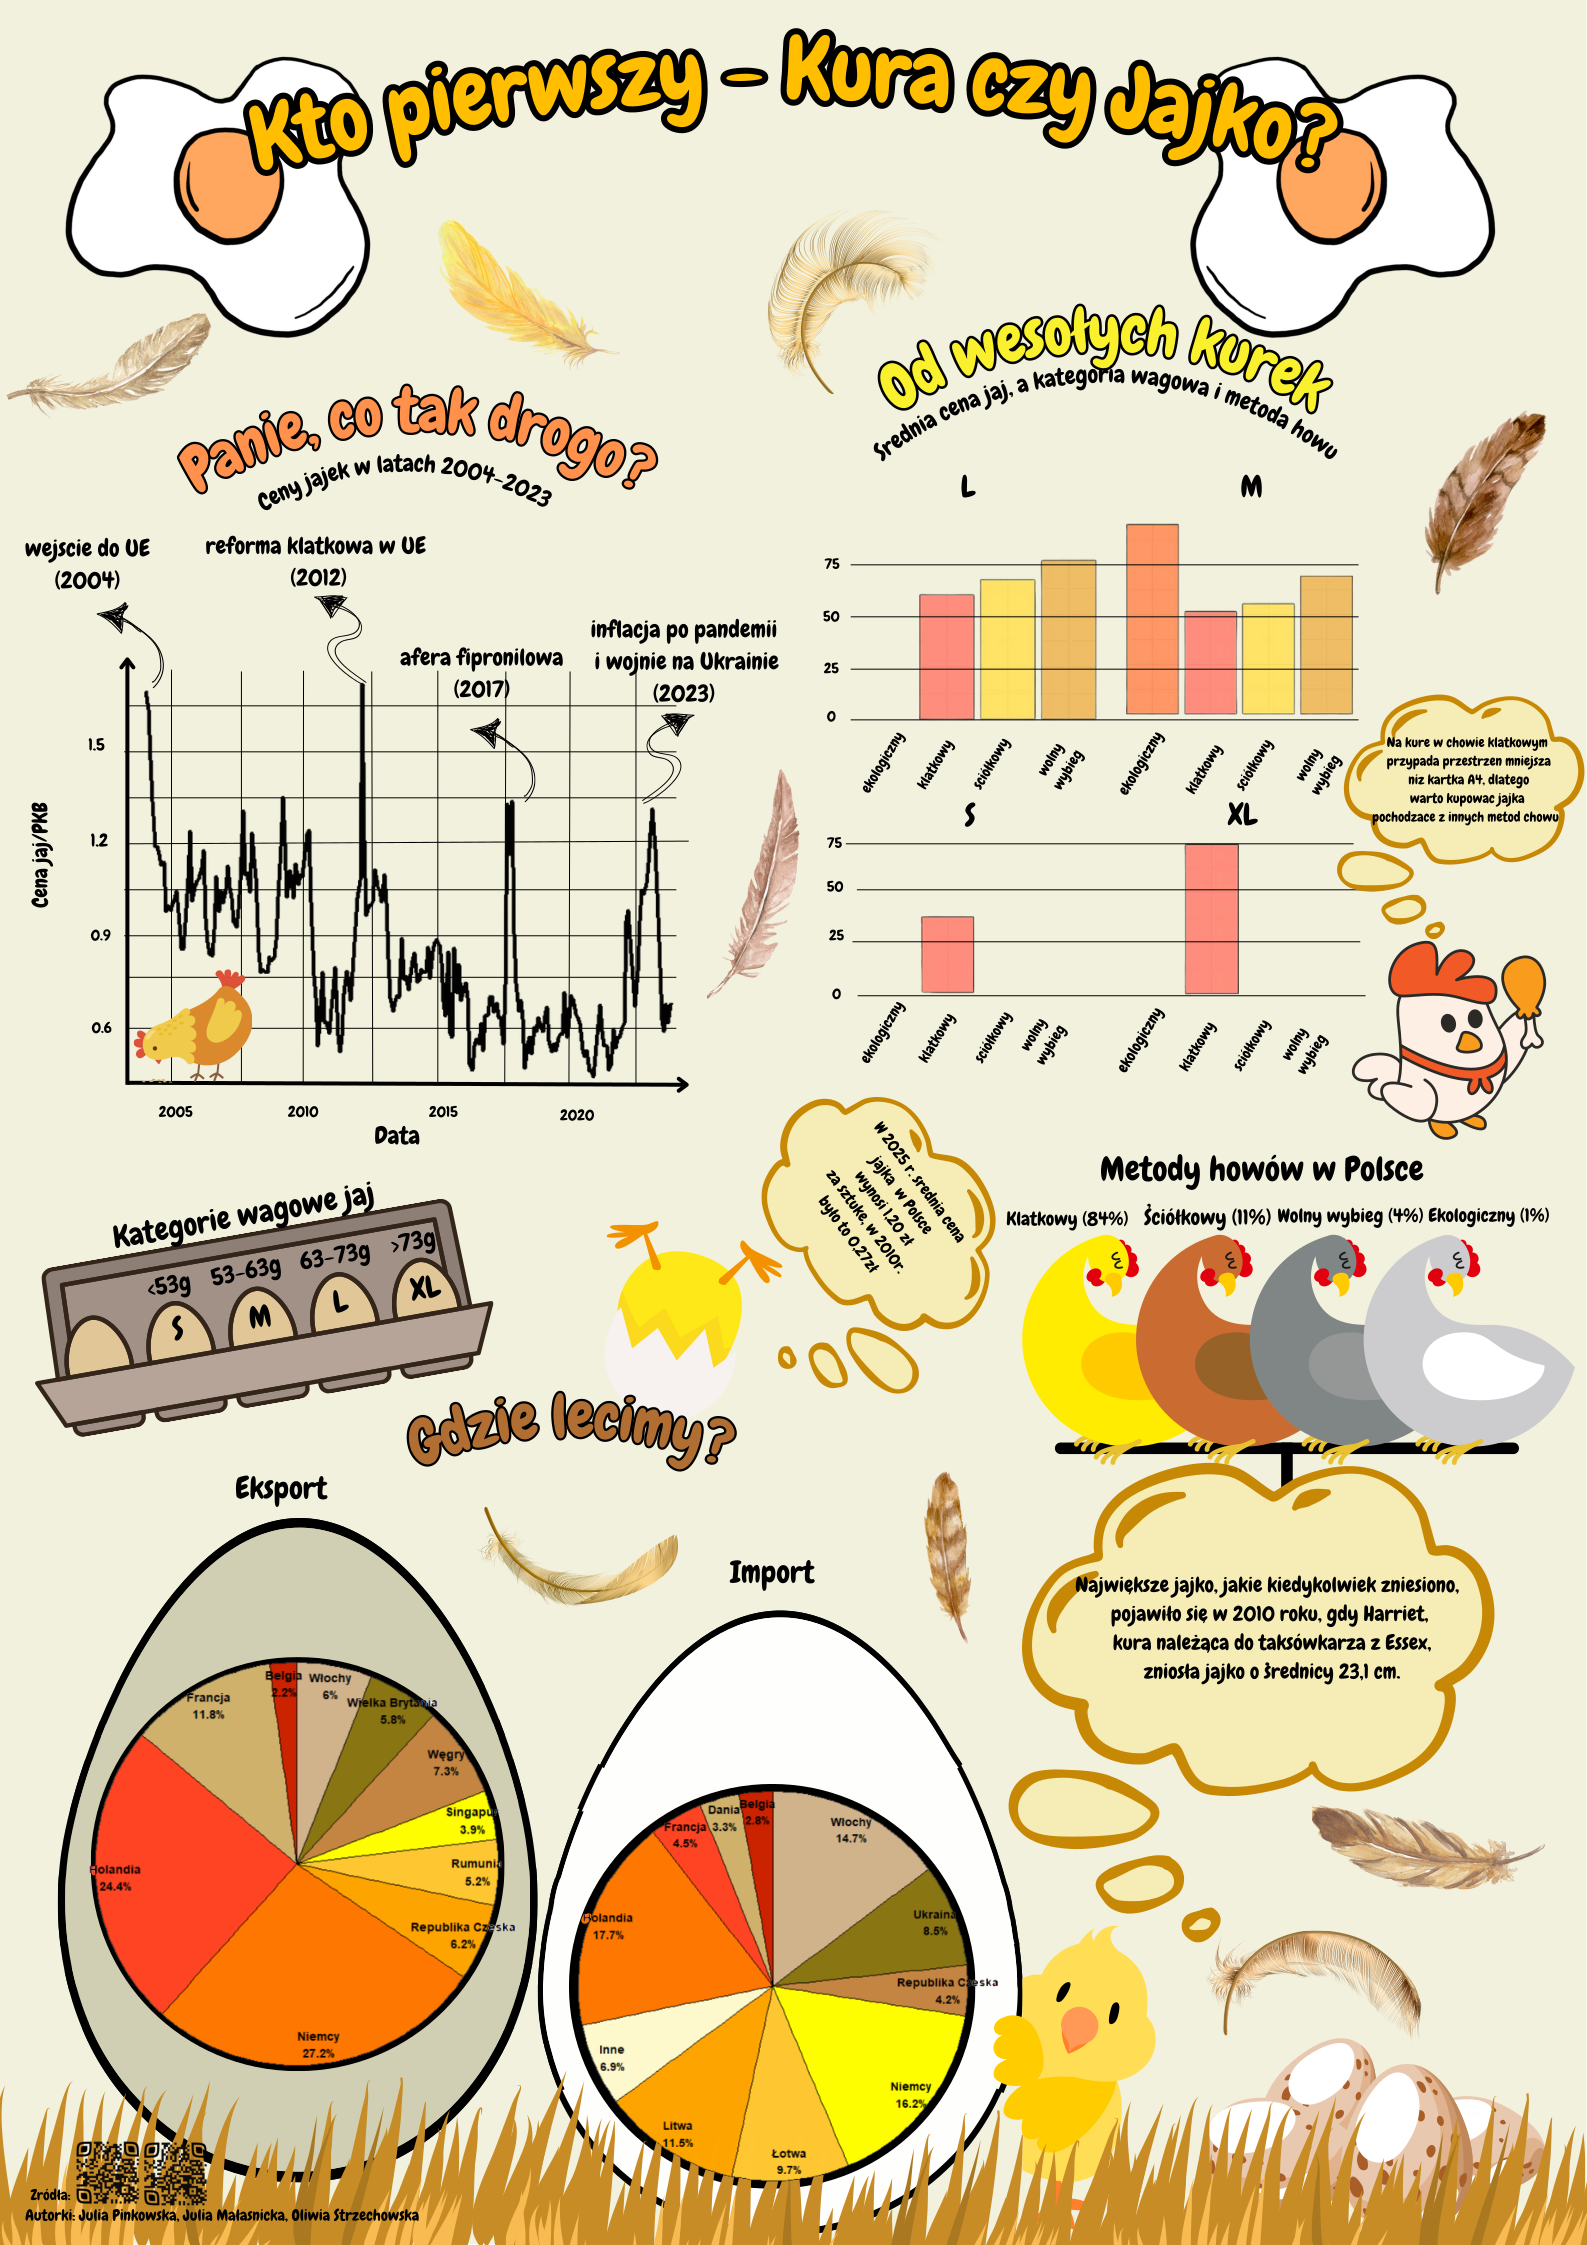 Kto pierwszy – Kura czy Jajko?
Panie, co tak drogo?
Ceny jajek w latach 2004-2023
wejscie do UE
(2004)
reforma klatkowa w UE
(2012)
afera fipronilowa
(2017)
inflacja po pandemii
i wojnie na Ukrainie
(2023)
Cena jaj/PKB
1.5
1.2
0.9
0.6
2005
2010
2015
2020
Data
Od wesołych kurek
Srednia cena jaj, a kategoria wagowa i metoda howu
L
M
75
50
25
0
ekologiczny
klatkowy
sciółkowy
wolny
wybieg
ekologiczny
klatkowy
sciółkowy
wolny
wybieg
S
XL
75
50
25
0
ekologiczny
klatkowy
sciółkowy
wolny
wybieg
ekologiczny
klatkowy
sciółkowy
wolny
wybieg
Na kure w chowie klatkowym
przypada przestrzen mniejsza
niz kartka A4, dlatego
warto kupowac jajka
pochodzace z innych metod chowu
Kategorie wagowe jaj
<53g
53-63g
63-73g
>73g
S
M
L
XL
W 2025 r. srednia cena
jajka w Polsce
wynosi 1,20 zł
za sztuke, w 2010r.
było to 0,27zł
Metody howów w Polsce
Klatkowy (84%)
Ściółkowy (11%)
Wolny wybieg (4%)
Ekologiczny (1%)
Gdzie lecimy?
Eksport
Belgia
2.2%
Włochy
6%
Wielka Brytania
5.8%
Węgry
7.3%
Singapur
3.9%
Rumunia
5.2%
Republika Czeska
6.2%
Niemcy
27.2%
Holandia
24.4%
Francja
11.8%
Import
Belgia
2.8%
Włochy
14.7%
Ukraina
8.5%
Republika Czeska
4.2%
Niemcy
16.2%
Łotwa
9.7%
Litwa
11.5%
Inne
6.9%
Holandia
17.7%
Francja
4.5%
Dania
3.3%
Największe jajko, jakie kiedykolwiek zniesiono,
pojawiło się w 2010 roku, gdy Harriet,
kura należąca do taksówkarza z Essex,
zniosła jajko o średnicy 23,1 cm.
Zródła:
Autorki: Julia Pinkowska, Julia Małasnicka, Oliwia Strzechowska